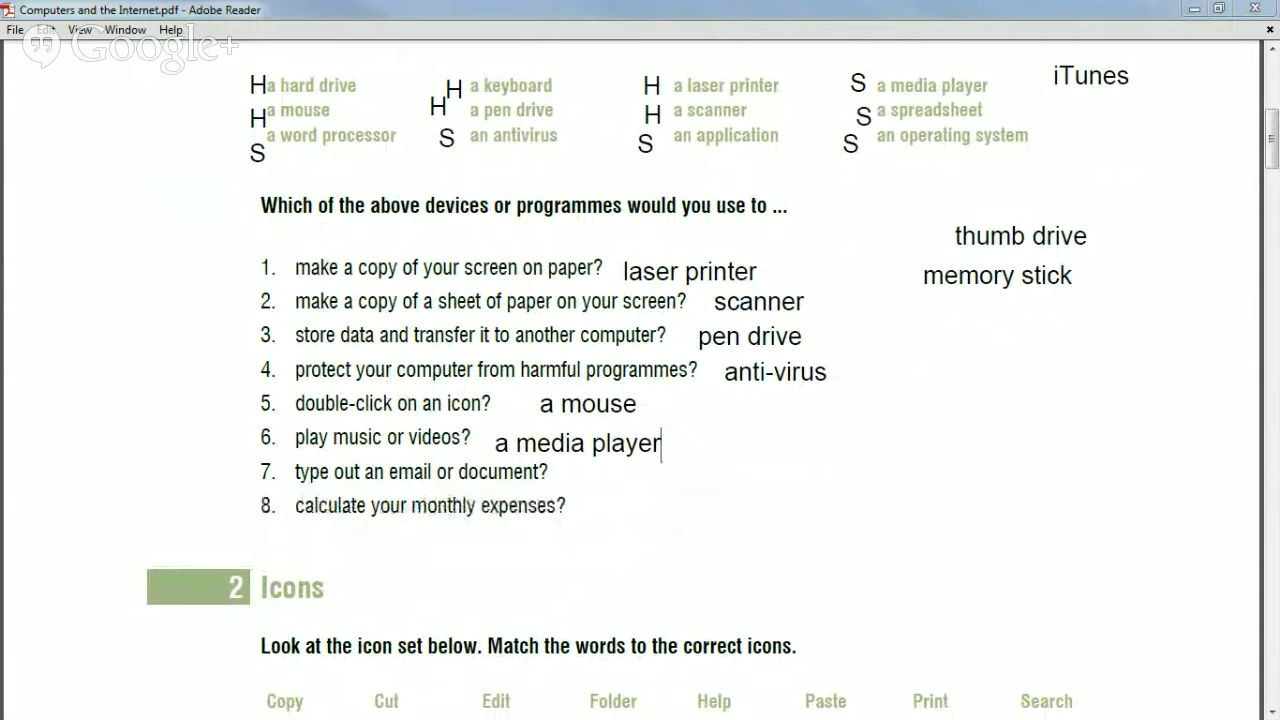 Computers and the Internet.pdf - Adobe Reader
File Edit View Window Help
Google+
H a hard drive H a keyboard H a laser printer S a media player iTunes
H a mouse H a pen drive H a scanner S a spreadsheet
S a word processor S an antivirus S an application S an operating system
Which of the above devices or programmes would you use to ...
thumb drive
1. make a copy of your screen on paper? laser printer memory stick
2. make a copy of a sheet of paper on your screen? scanner
3. store data and transfer it to another computer? pen drive
4. protect your computer from harmful programmes? anti-virus
5. double-click on an icon? a mouse
6. play music or videos? a media player
7. type out an email or document?
8. calculate your monthly expenses?
2 Icons
Look at the icon set below. Match the words to the correct icons.
Copy Cut Edit Folder Help Paste Print Search